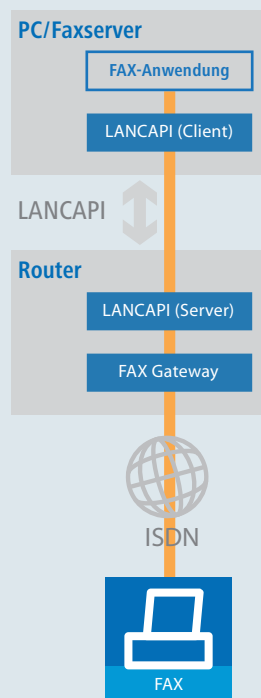 PC/Faxserver
FAX-Anwendung
LANCAPI (Client)
LANCAPI
Router
LANCAPI (Server)
FAX Gateway
ISDN
FAX